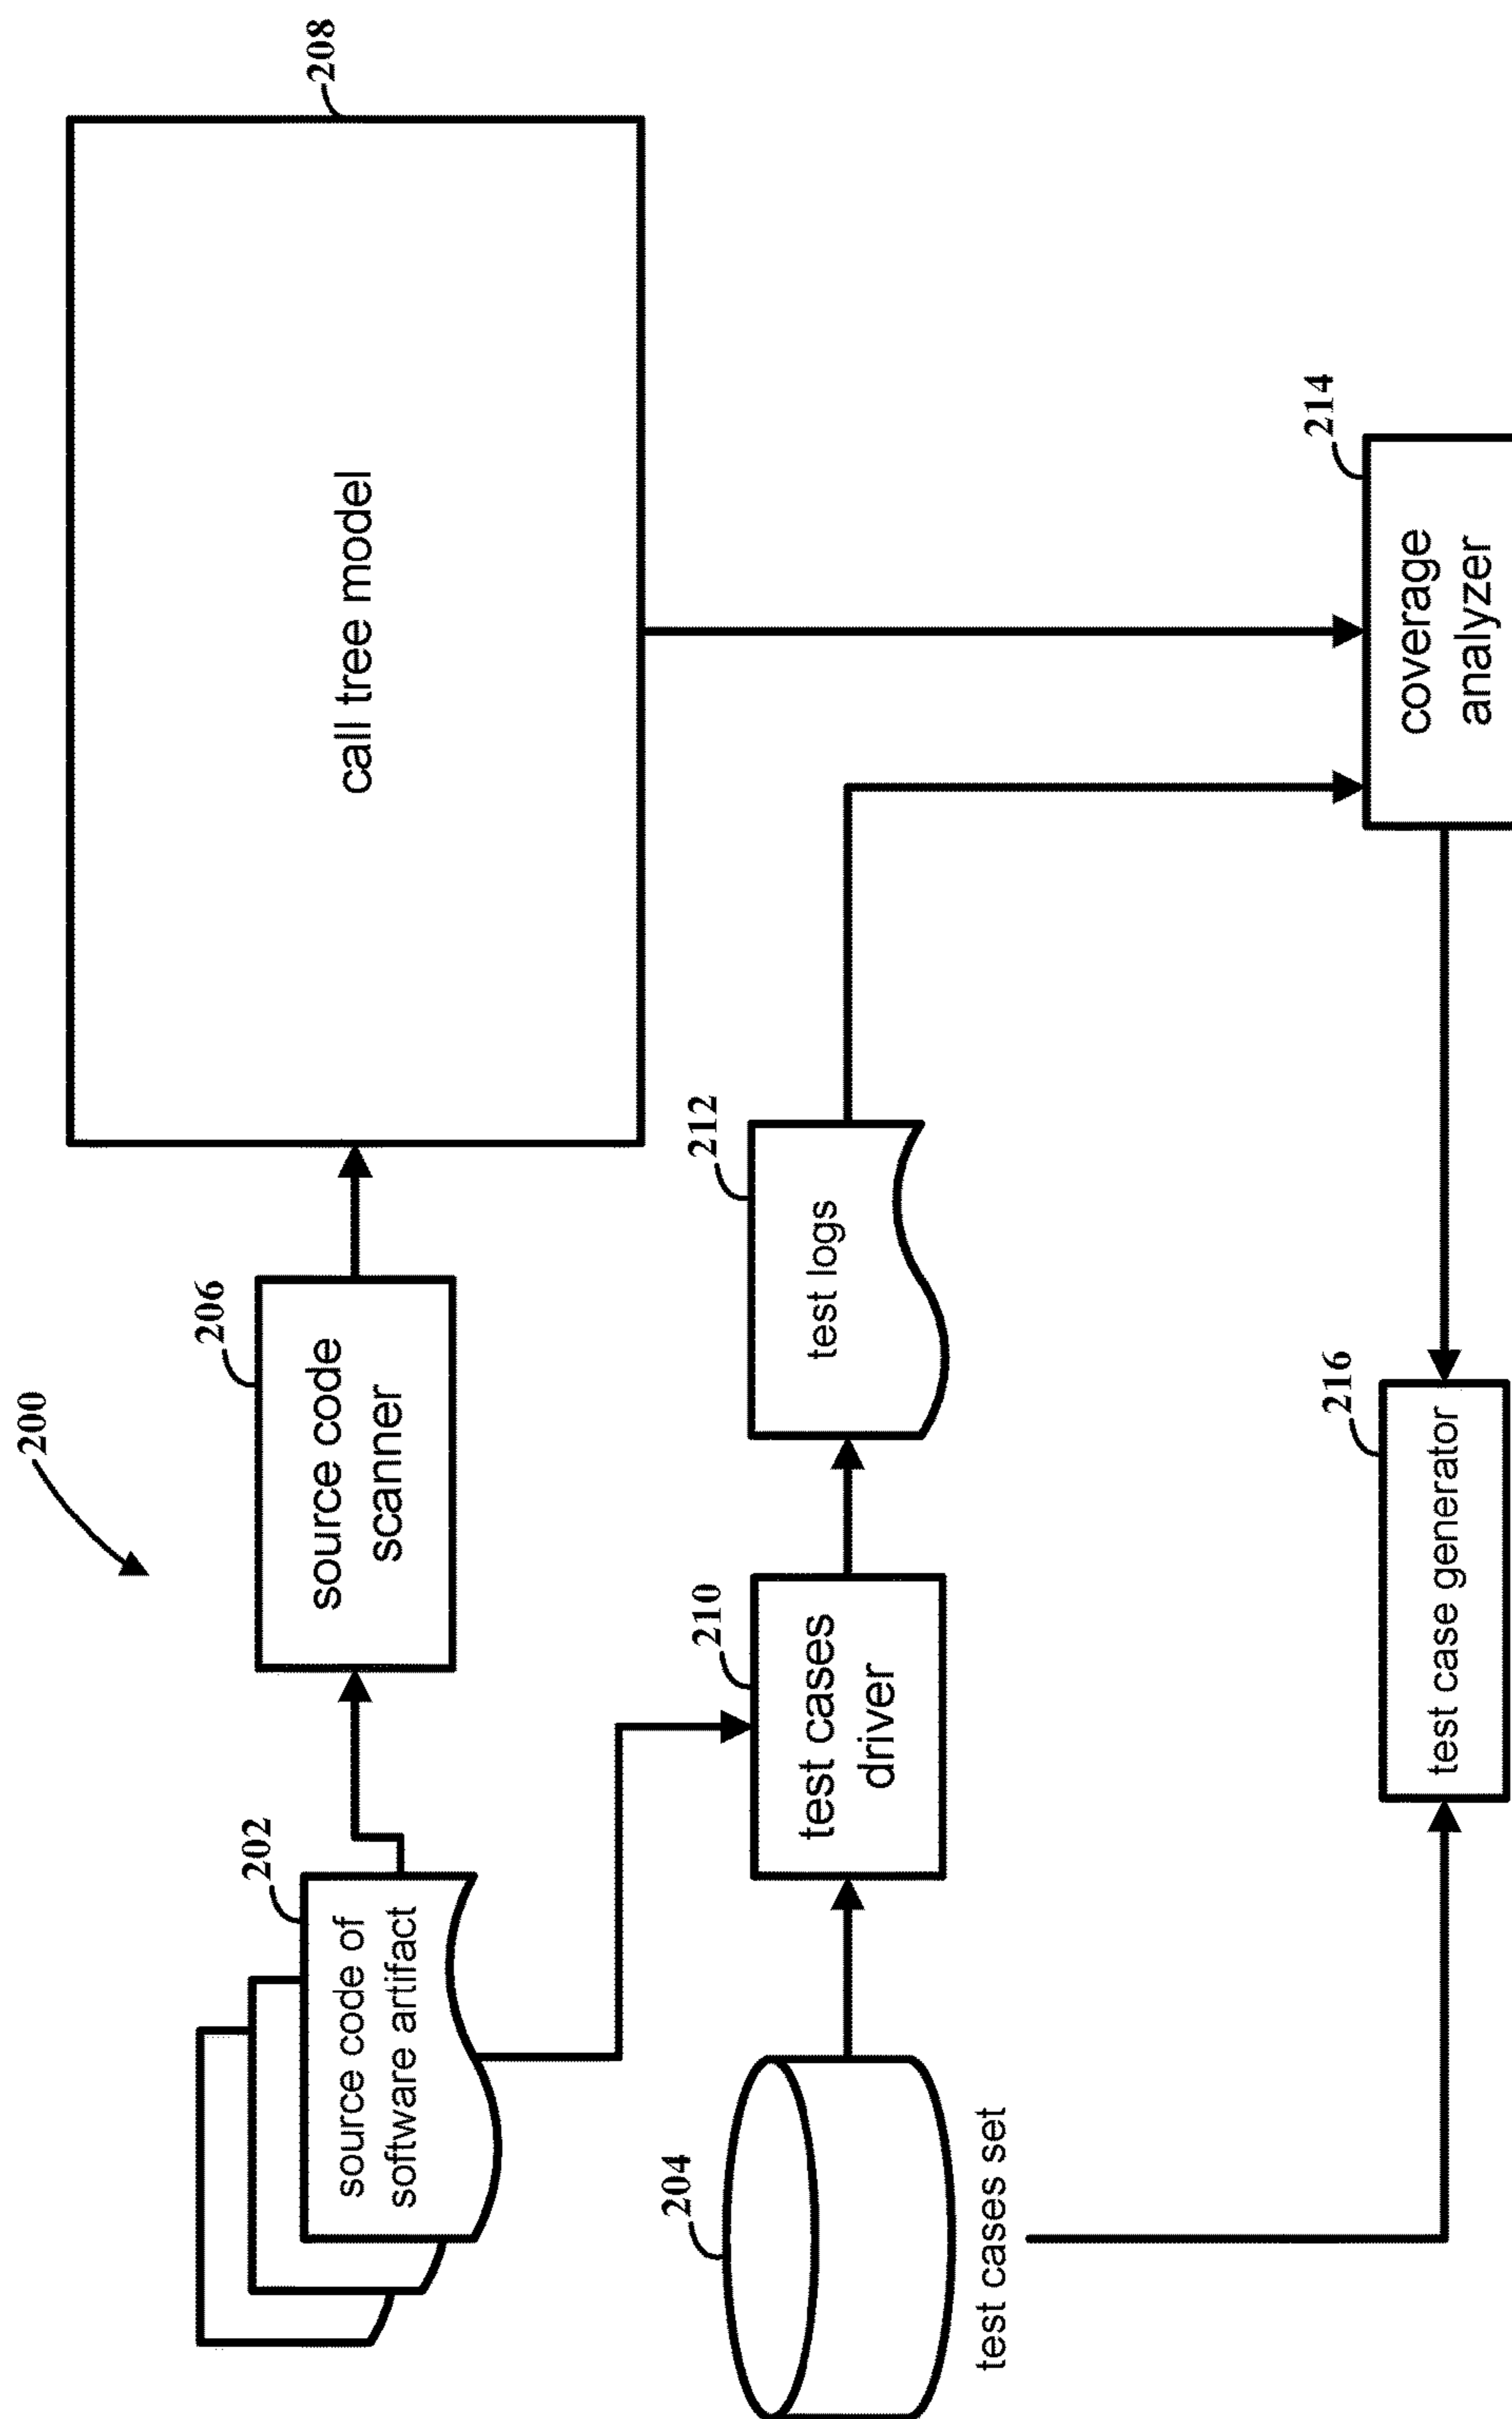 200
202
source code of
software artifact
206
source code
scanner
208
call tree model
204
test cases set
210
test cases
driver
212
test logs
214
coverage
analyzer
216
test case generator